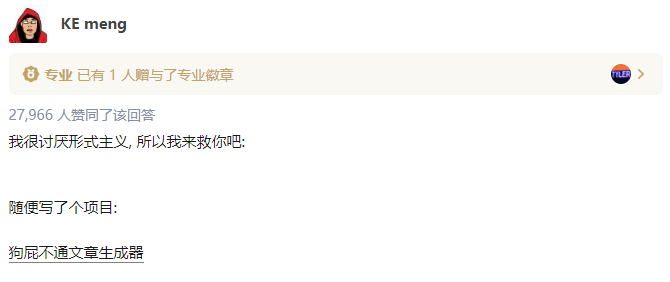 KE meng
专业 已有 1 人赠与了专业徽章
TYLER
27,966 人赞同了该回答
我很讨厌形式主义, 所以我来救你吧:
随便写了个项目:
狗屁不通文章生成器